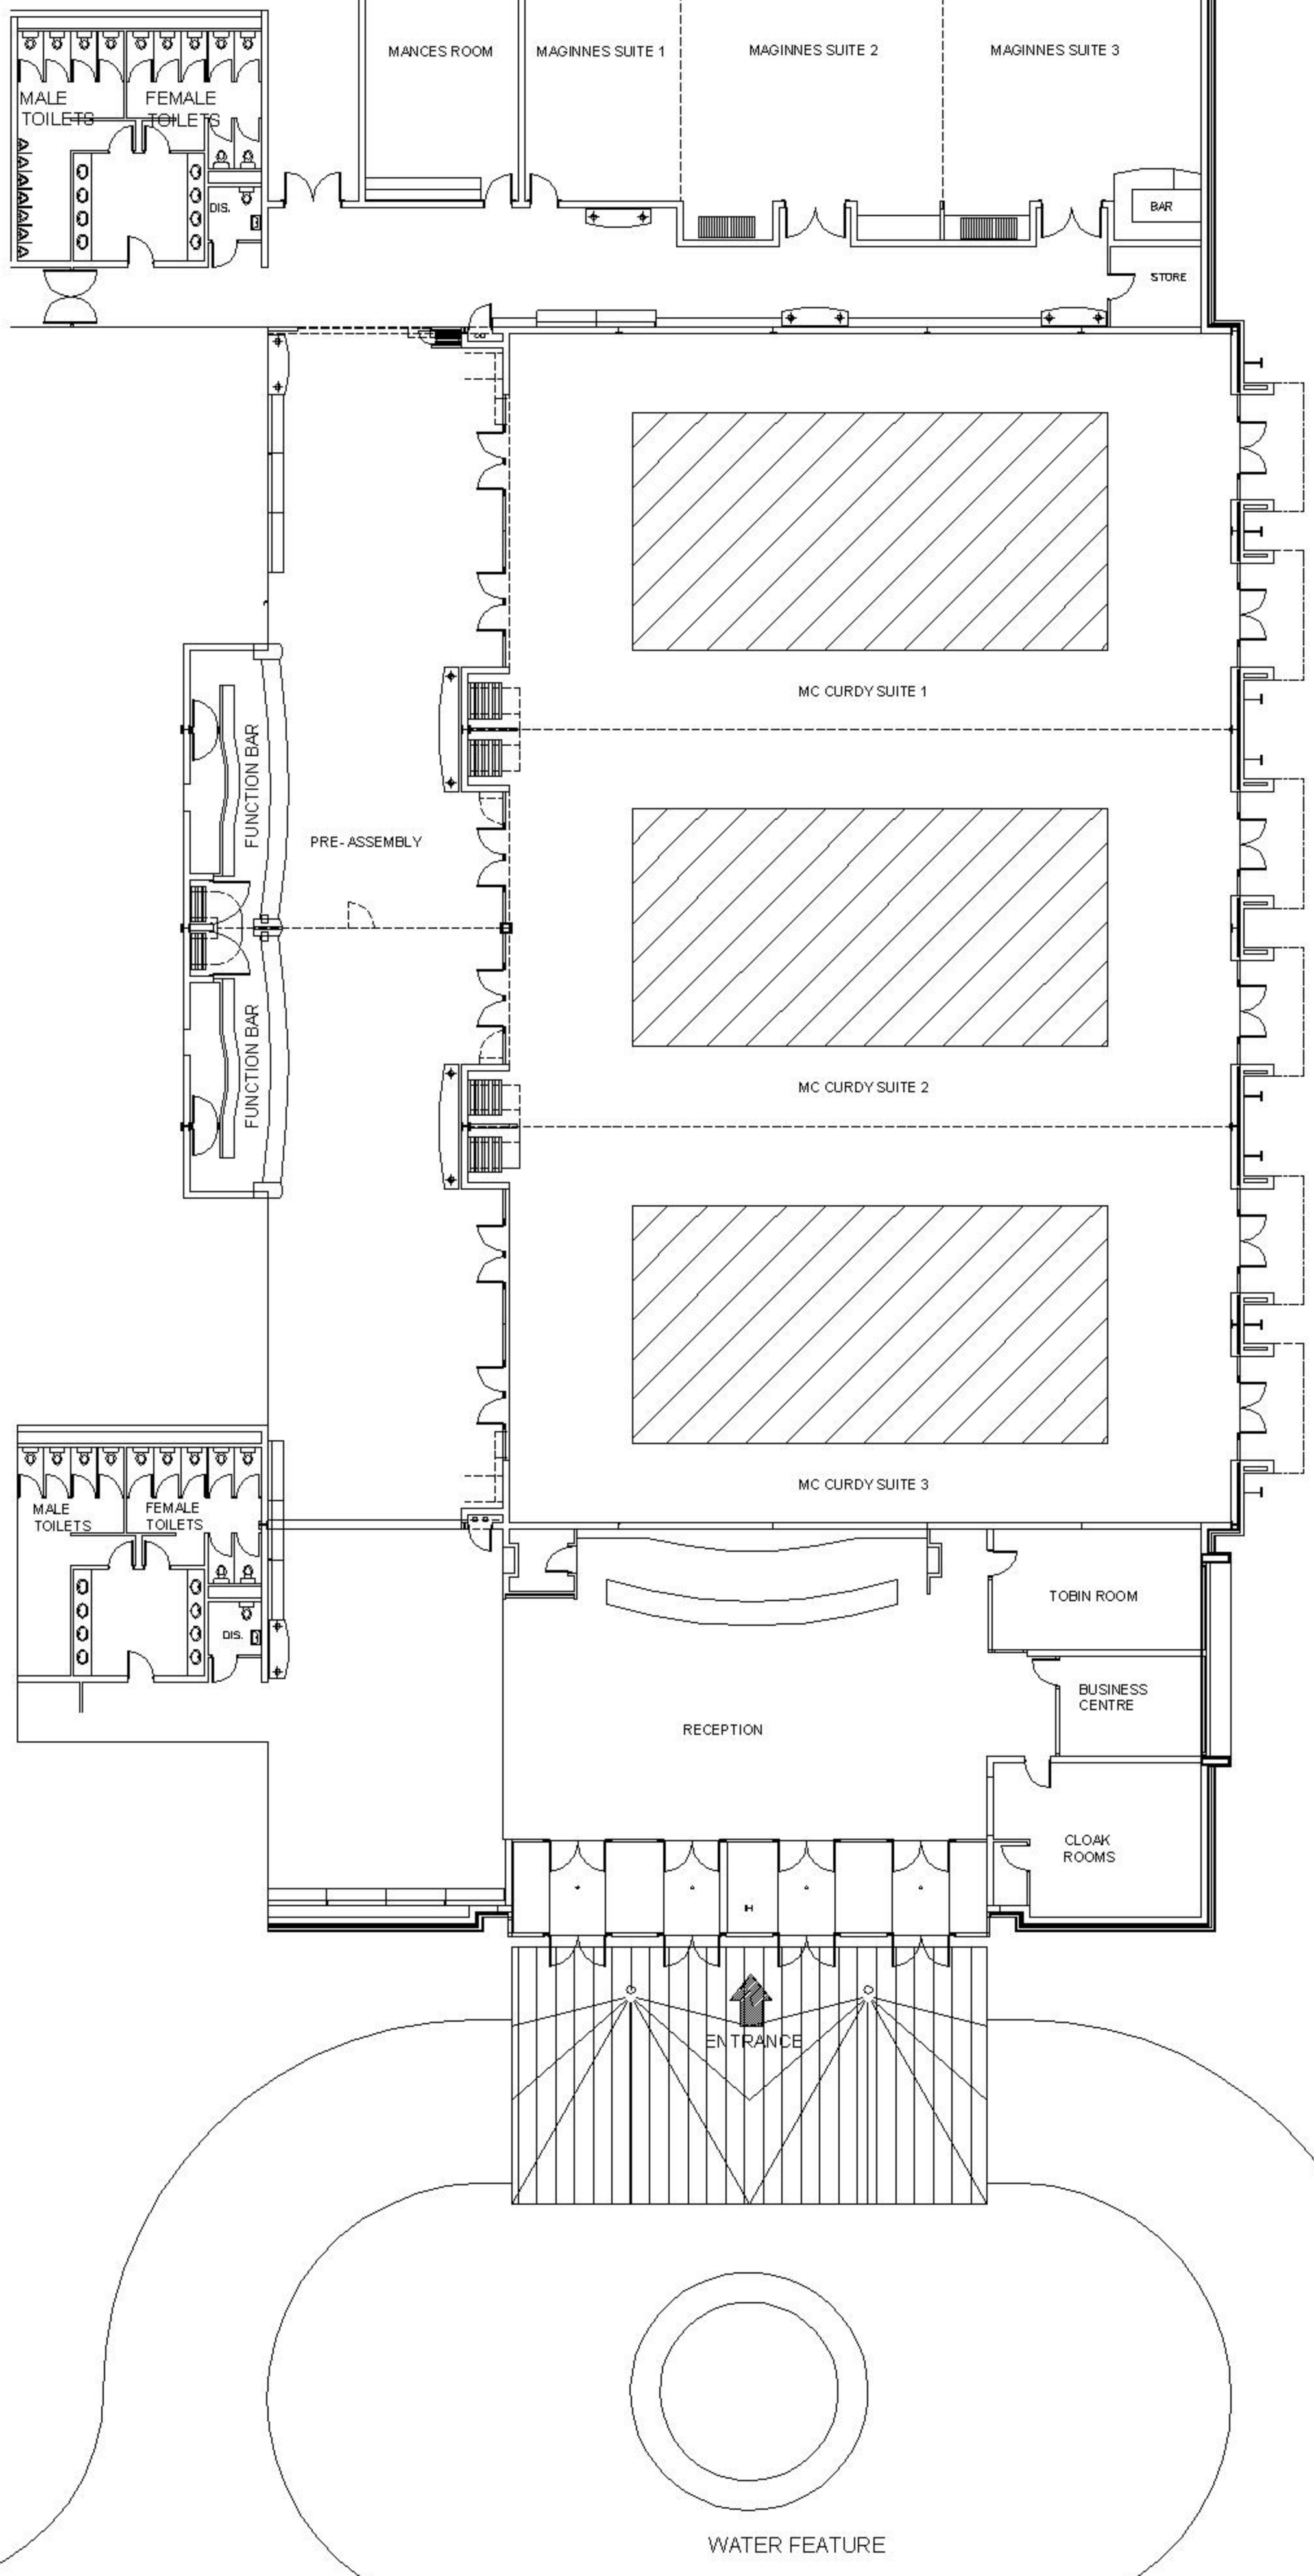 MANCES ROOM
MAGINNES SUITE 1
MAGINNES SUITE 2
MAGINNES SUITE 3
MALE
TOILETS
FEMALE
TOILETS
DIS.
BAR
STORE
MC CURDY SUITE 1
FUNCTION BAR
PRE-ASSEMBLY
FUNCTION BAR
MC CURDY SUITE 2
MC CURDY SUITE 3
MALE
TOILETS
FEMALE
TOILETS
DIS.
TOBIN ROOM
BUSINESS
CENTRE
RECEPTION
CLOAK
ROOMS
ENTRANCE
WATER FEATURE